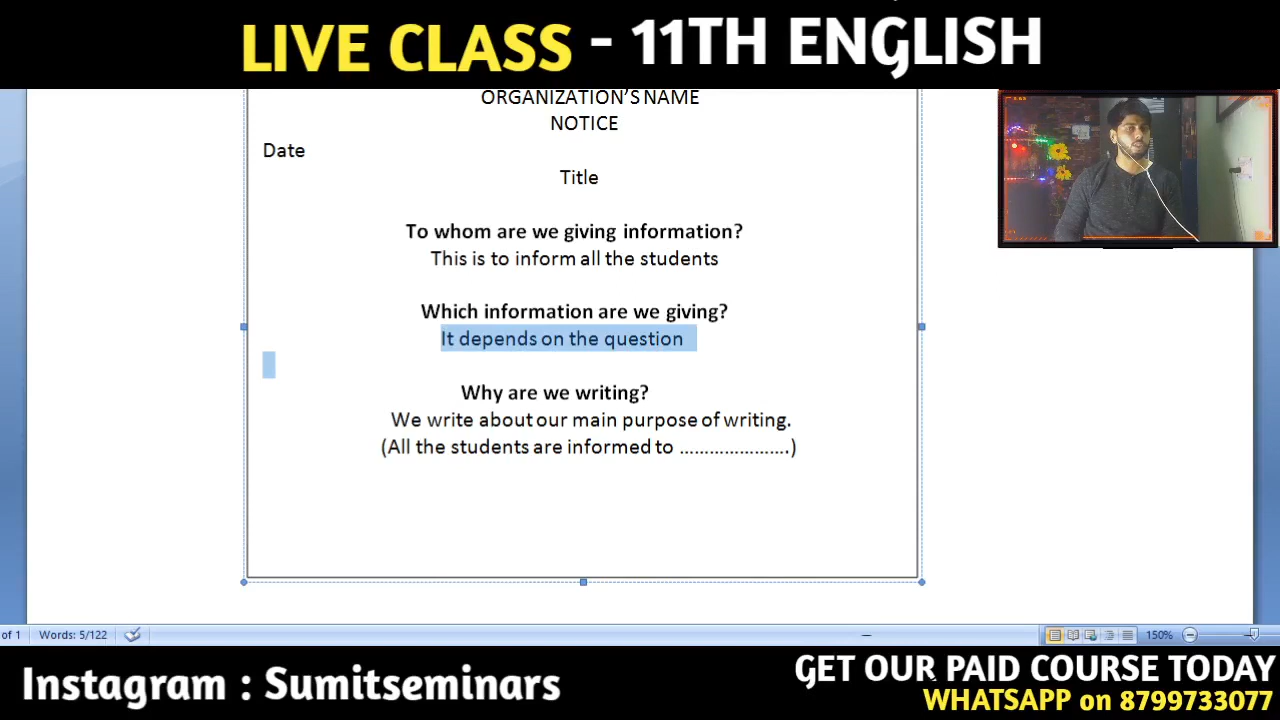 LIVE CLASS - 11TH ENGLISH
ORGANIZATION’S NAME
NOTICE
Date
Title
To whom are we giving information?
This is to inform all the students
Which information are we giving?
It depends on the question
Why are we writing?
We write about our main purpose of writing.
(All the students are informed to ………………….)
of 1
Words: 5/122
150%
Instagram : Sumitseminars
GET OUR PAID COURSE TODAY
WHATSAPP on 8799733077